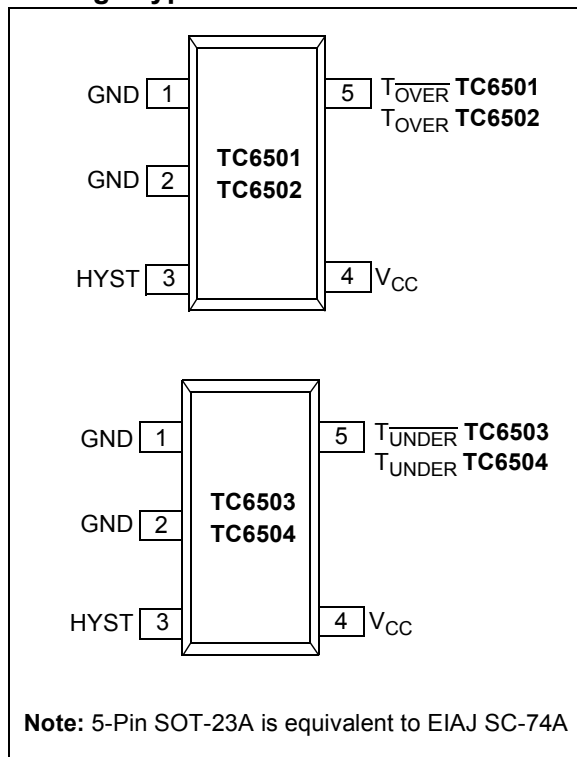 GND 1
5 TOVER TC6501
TOVER TC6502
TC6501
TC6502
GND 2
HYST 3
4 VCC
GND 1
5 TUNDER TC6503
TUNDER TC6504
TC6503
TC6504
GND 2
HYST 3
4 VCC
Note: 5-Pin SOT-23A is equivalent to EIAJ SC-74A